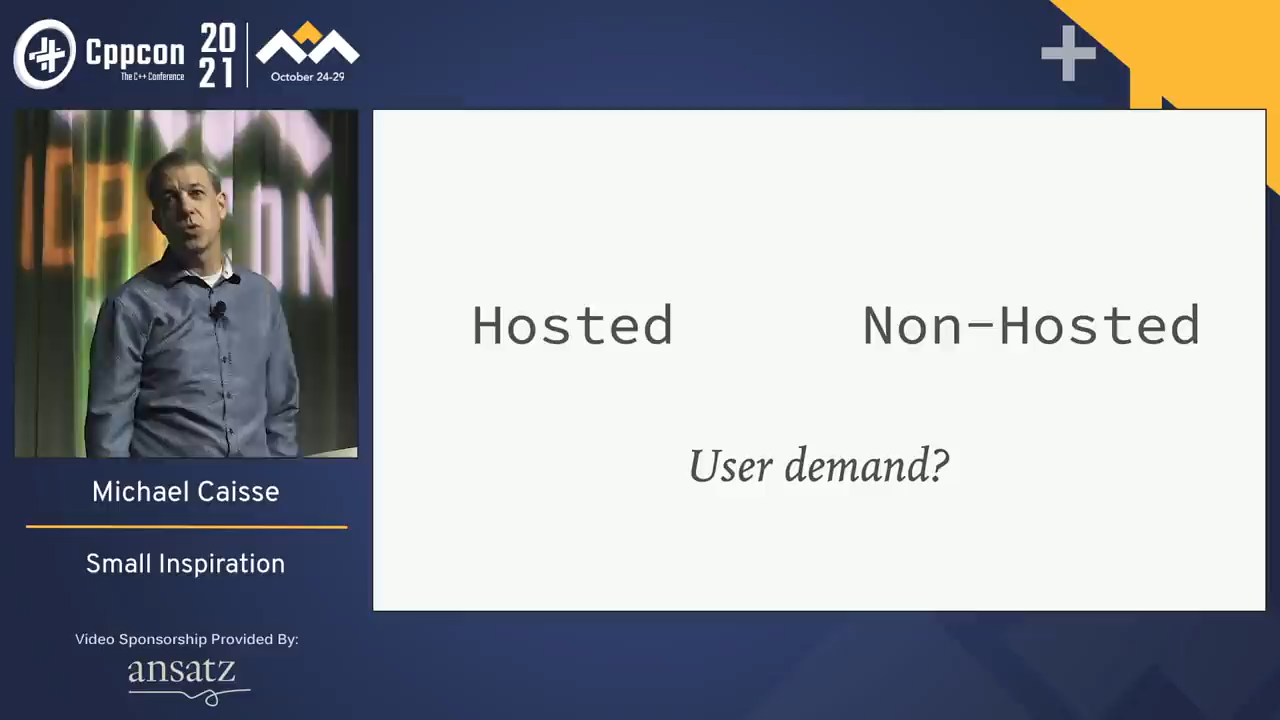 Cppcon
The C++ Conference
20
21
October 24-29
Hosted
Non-Hosted
User demand?
Michael Caisse
Small Inspiration
Video Sponsorship Provided By:
ansatz